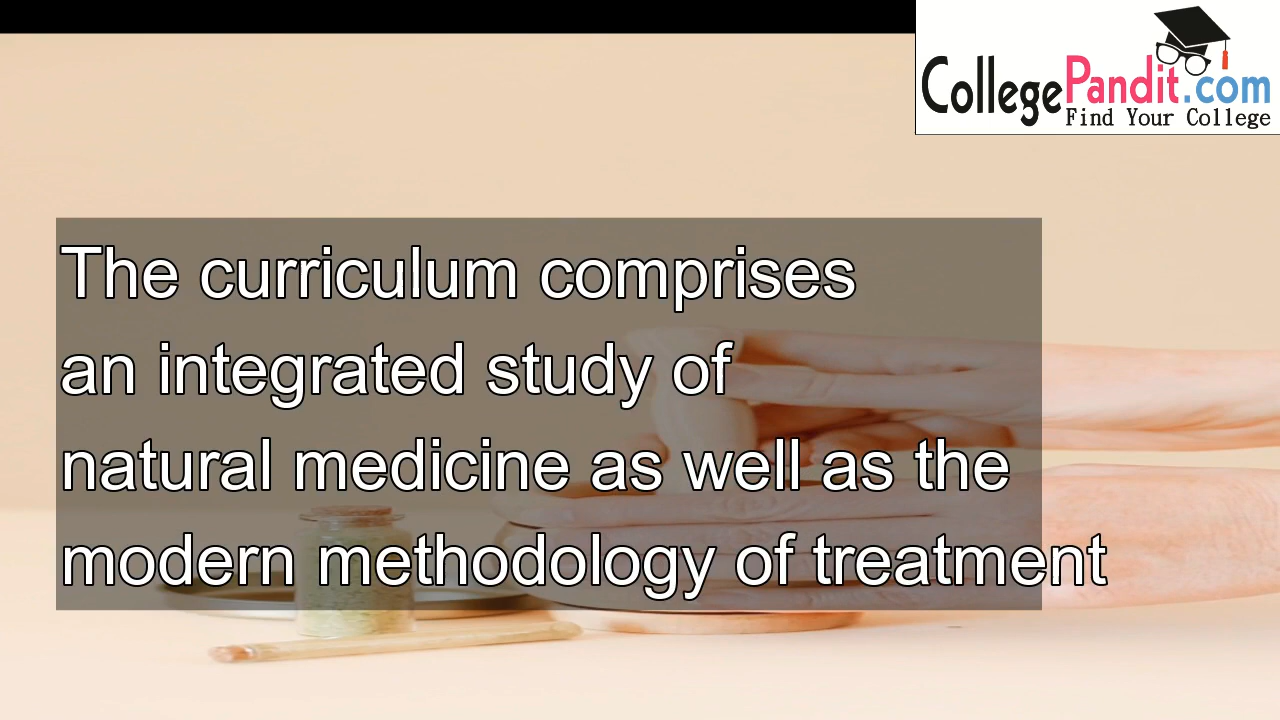 CollegePandit.com
Find Your College
The curriculum comprises
an integrated study of
natural medicine as well as the
modern methodology of treatment